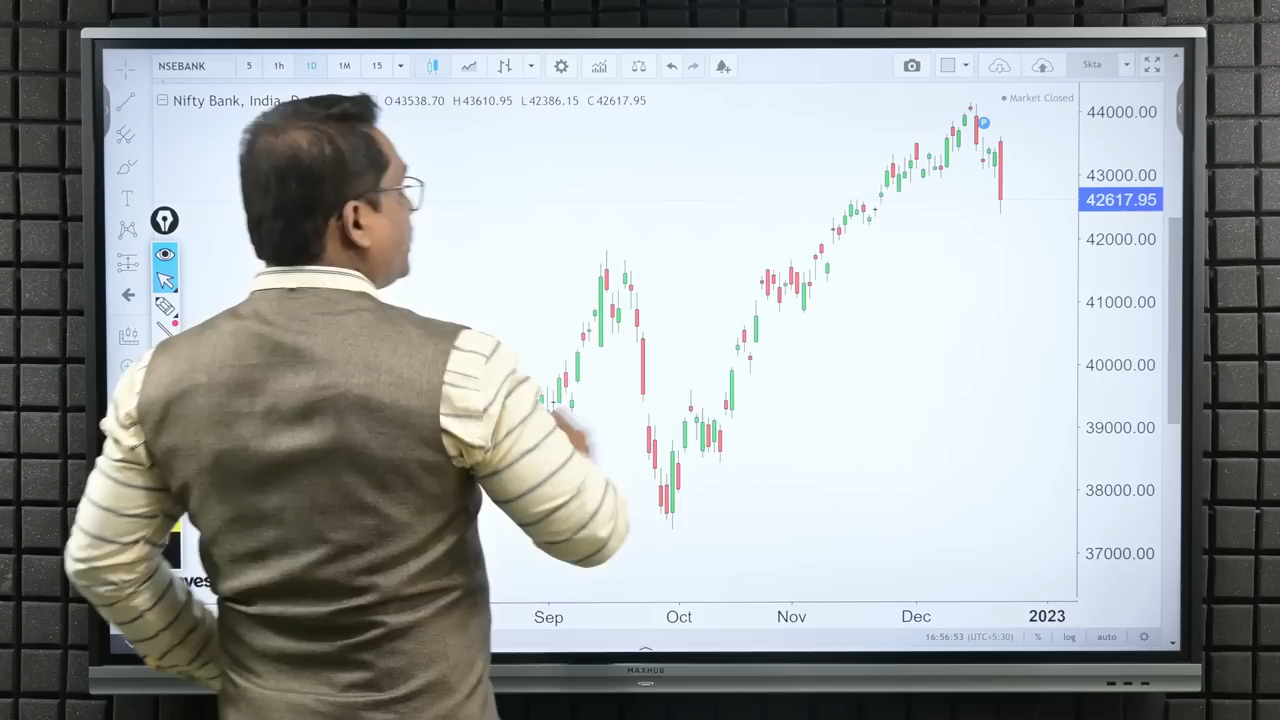 NSEBANK 5 1h 1D 1M 15 5kta
Nifty Bank, India, O43538.70 H43610.95 L42386.15 C42617.95
Market Closed
P
T
44000.00
43000.00
42617.95
42000.00
41000.00
40000.00
39000.00
38000.00
37000.00
Sep Oct Nov Dec 2023
16:56:53 (UTC+5:30) % log auto
MAXHUB